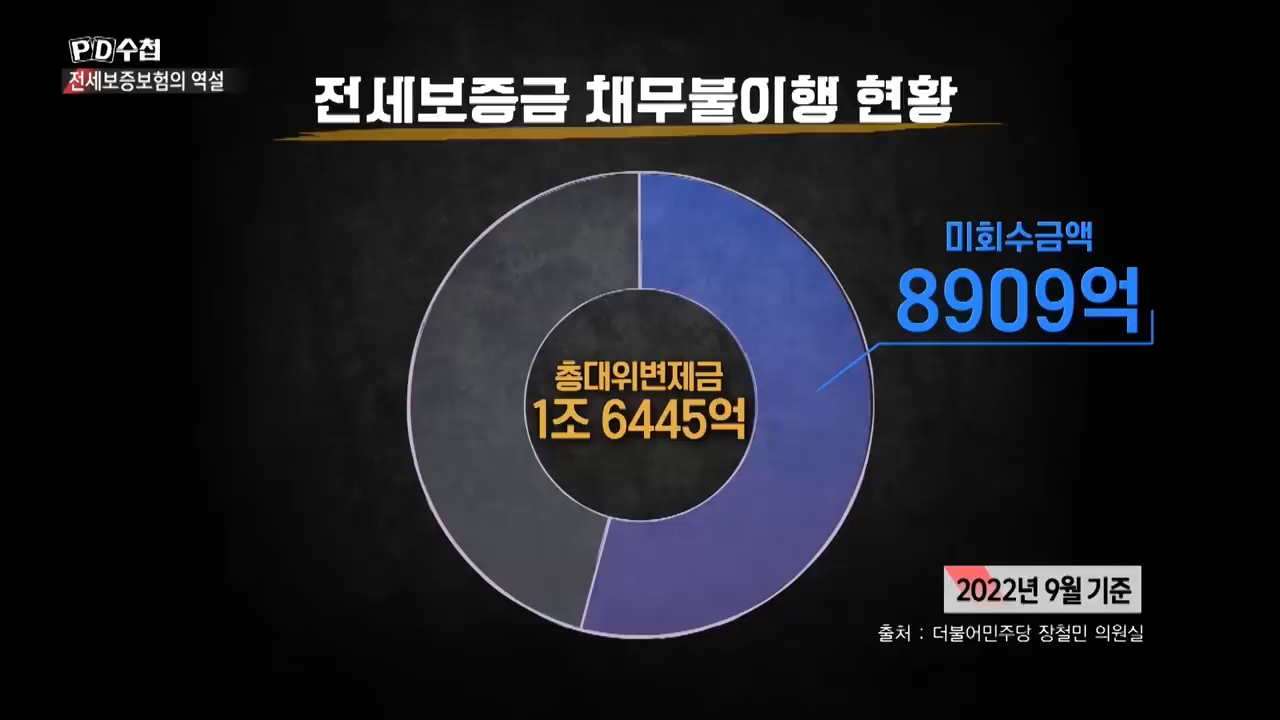 PD수첩
전세보증보험의 역설
전세보증금 채무불이행 현황
미회수금액
8909억
총대위변제금
1조 6445억
2022년 9월 기준
출처 : 더불어민주당 장철민 의원실